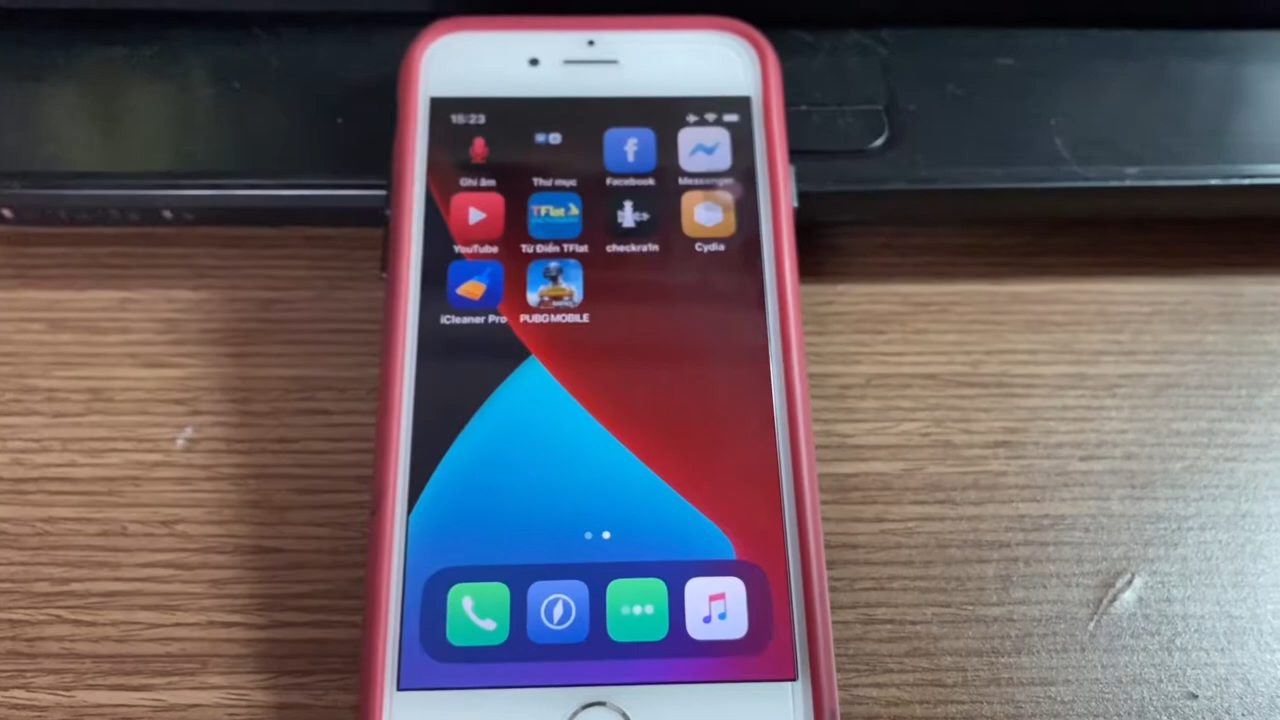 15:23
Ghi âm Thư mục Facebook Messenger
YouTube TFlat Từ Điển TFlat checkra1n Cydia
iCleaner Pro PUBG MOBILE